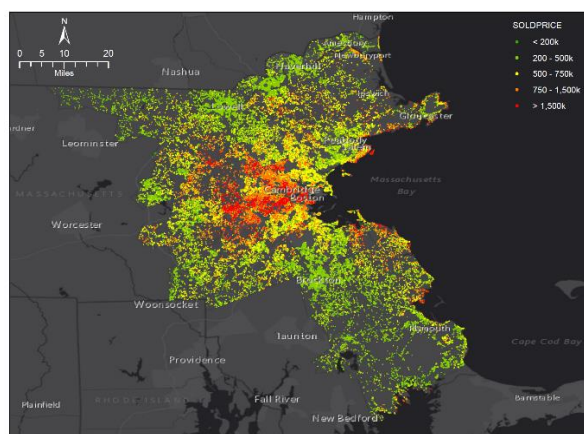 Hampton
N
SOLDPRICE
< 200k
200 - 500k
500 - 750k
750 - 1,500k
> 1,500k
0 5 10 20
Miles
Nashua
Haverhill
Newburyport
Ipswich
Gloucester
Leominster
Peabody
Massachusetts
Bay
MASSACHUSETTS
Cambridge
Boston
Worcester
Brockton
Woonsocket
Taunton
Plymouth
Providence
Cape Cod Bay
RHODE ISLAND
Fall River
Plainfield
Barnstable
New Bedford